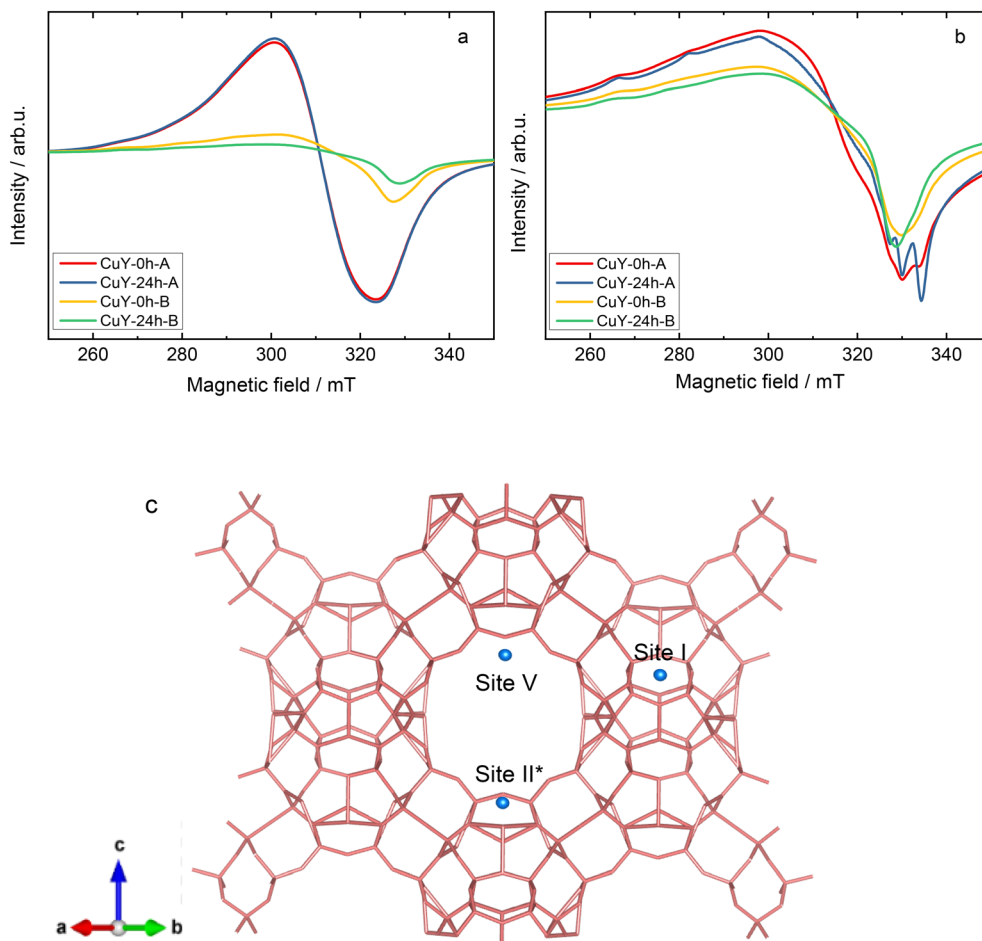 a
Intensity / arb.u.
CuY-0h-A
CuY-24h-A
CuY-0h-B
CuY-24h-B
260 280 300 320 340
Magnetic field / mT
b
Intensity / arb.u.
CuY-0h-A
CuY-24h-A
CuY-0h-B
CuY-24h-B
260 280 300 320 340
Magnetic field / mT
c
Site I
Site V
Site II*
c
a
b